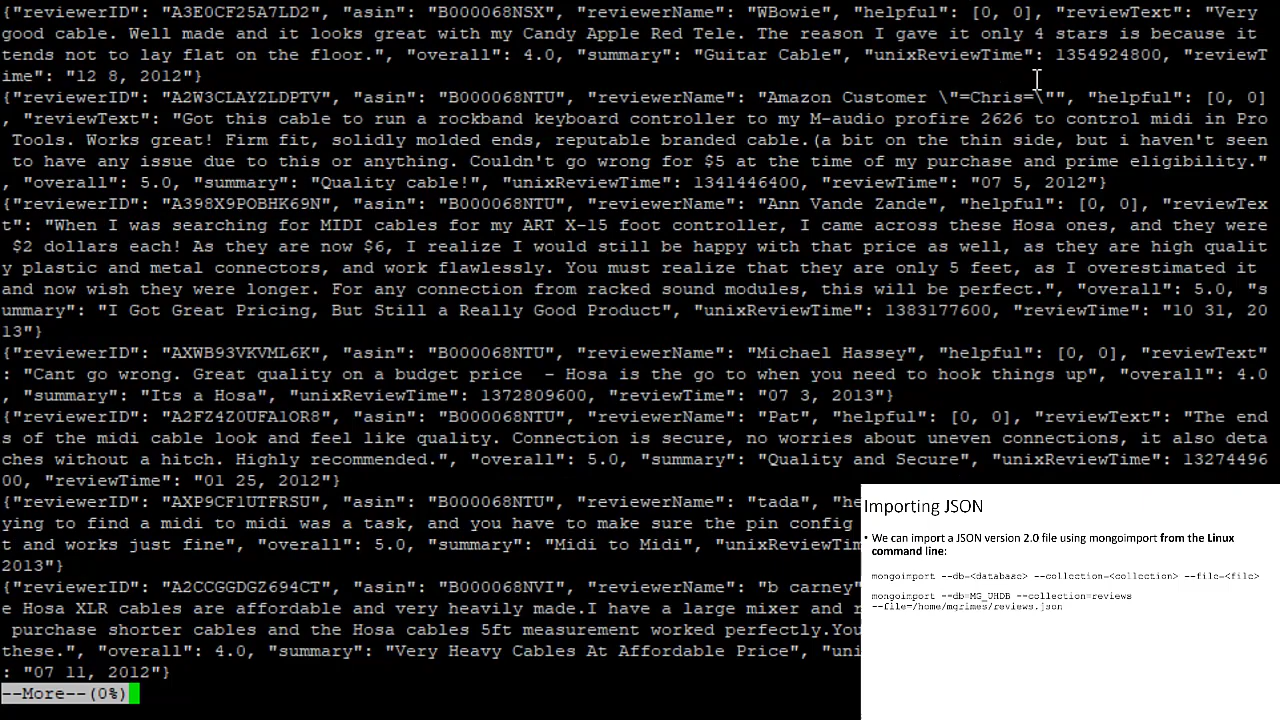 {"reviewerID": "A3E0CF25A7LD2", "asin": "B000068NSX", "reviewerName": "WBowie", "helpful": [0, 0], "reviewText": "Very
good cable. Well made and it looks great with my Candy Apple Red Tele. The reason I gave it only 4 stars is because it
tends not to lay flat on the floor.", "overall": 4.0, "summary": "Guitar Cable", "unixReviewTime": 1354924800, "reviewT
ime": "12 8, 2012"}
{"reviewerID": "A2W3CLAYZLDPTV", "asin": "B000068NTU", "reviewerName": "Amazon Customer \"=Chris=\"", "helpful": [0, 0]
, "reviewText": "Got this cable to run a rockband keyboard controller to my M-audio profire 2626 to control midi in Pro
Tools. Works great! Firm fit, solidly molded ends, reputable branded cable.(a bit on the thin side, but i haven't seen
to have any issue due to this or anything. Couldn't go wrong for $5 at the time of my purchase and prime eligibility."
, "overall": 5.0, "summary": "Quality cable!", "unixReviewTime": 1341446400, "reviewTime": "07 5, 2012"}
{"reviewerID": "A398X9POBHK69N", "asin": "B000068NTU", "reviewerName": "Ann Vande Zande", "helpful": [0, 0], "reviewTex
t": "When I was searching for MIDI cables for my ART X-15 foot controller, I came across these Hosa ones, and they were
$2 dollars each! As they are now $6, I realize I would still be happy with that price as well, as they are high qualit
y plastic and metal connectors, and work flawlessly. You must realize that they are only 5 feet, as I overestimated it
and now wish they were longer. For any connection from racked sound modules, this will be perfect.", "overall": 5.0, "s
ummary": "I Got Great Pricing, But Still a Really Good Product", "unixReviewTime": 1383177600, "reviewTime": "10 31, 20
13"}
{"reviewerID": "AXWB93VKVML6K", "asin": "B000068NTU", "reviewerName": "Michael Hassey", "helpful": [0, 0], "reviewText"
: "Cant go wrong. Great quality on a budget price  - Hosa is the go to when you need to hook things up", "overall": 4.0
, "summary": "Its a Hosa", "unixReviewTime": 1372809600, "reviewTime": "07 3, 2013"}
{"reviewerID": "A2FZ4Z0UFA1OR8", "asin": "B000068NTU", "reviewerName": "Pat", "helpful": [0, 0], "reviewText": "The end
s of the midi cable look and feel like quality. Connection is secure, no worries about uneven connections, it also deta
ches without a hitch. Highly recommended.", "overall": 5.0, "summary": "Quality and Secure", "unixReviewTime": 13274496
00, "reviewTime": "01 25, 2012"}
{"reviewerID": "AXP9CF1UTFRSU", "asin": "B000068NTU", "reviewerName": "tada", "he
ying to find a midi to midi was a task, and you have to make sure the pin config
t and works just fine", "overall": 5.0, "summary": "Midi to Midi", "unixReviewTim
2013"}
{"reviewerID": "A2CCGGDGZ694CT", "asin": "B000068NVI", "reviewerName": "b carney"
e Hosa XLR cables are affordable and very heavily made.I have a large mixer and r
purchase shorter cables and the Hosa cables 5ft measurement worked perfectly.You
these.", "overall": 4.0, "summary": "Very Heavy Cables At Affordable Price", "uni
: "07 11, 2012"}
--More--(0%)
Importing JSON
• We can import a JSON version 2.0 file using mongoimport from the Linux
command line:
mongoimport --db=<database> --collection=<collection> --file=<file>
mongoimport --db=MG_UHDB --collection=reviews
--file=/home/mgrimes/reviews.json